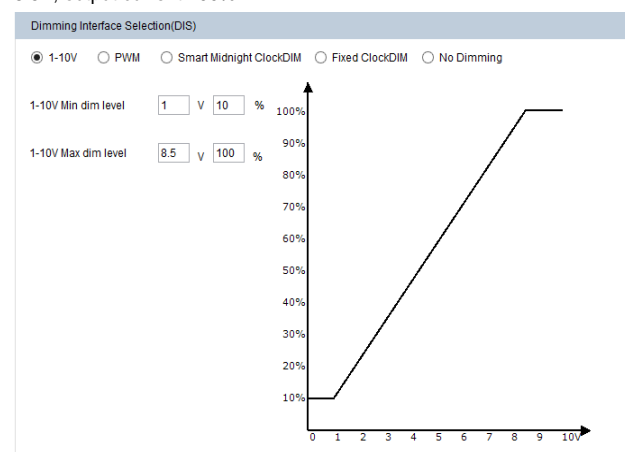 Dimming Interface Selection(DIS)
1-10V PWM Smart Midnight ClockDIM Fixed ClockDIM No Dimming
1-10V Min dim level 1 V 10 %
1-10V Max dim level 8.5 V 100 %
100%
90%
80%
70%
60%
50%
40%
30%
20%
10%
0 1 2 3 4 5 6 7 8 9 10V